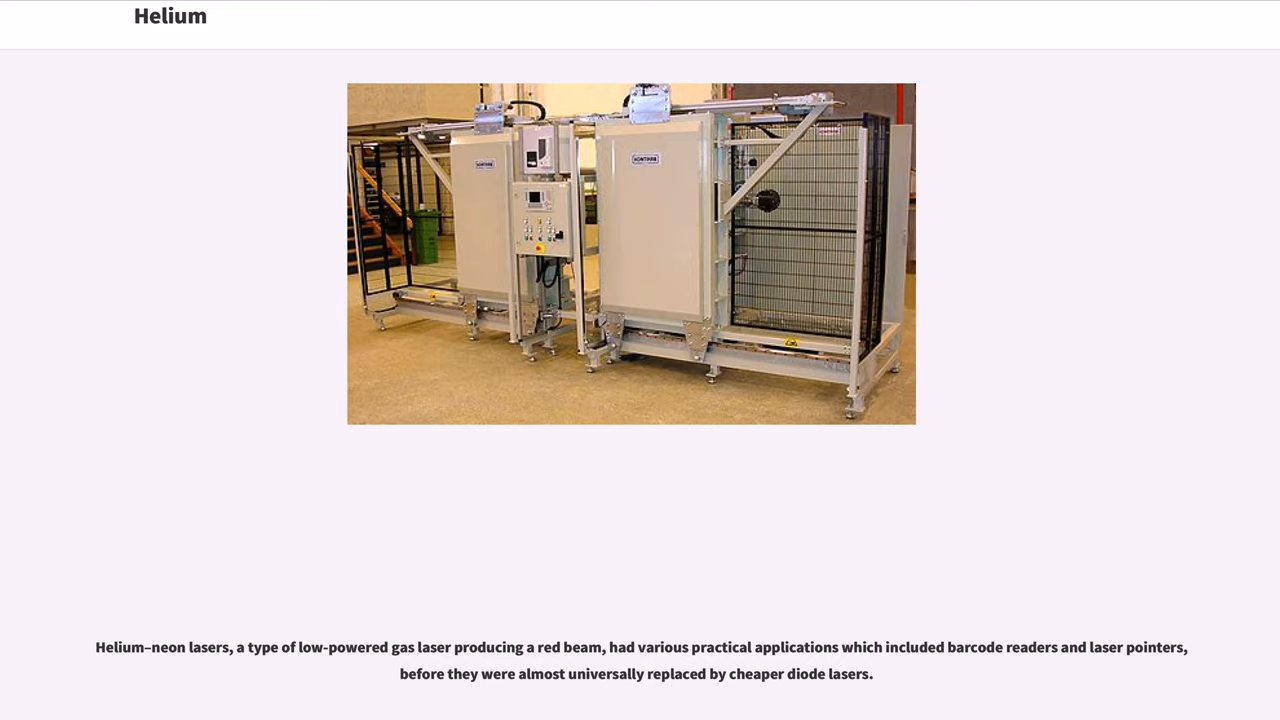 Helium
Helium–neon lasers, a type of low-powered gas laser producing a red beam, had various practical applications which included barcode readers and laser pointers,
before they were almost universally replaced by cheaper diode lasers.